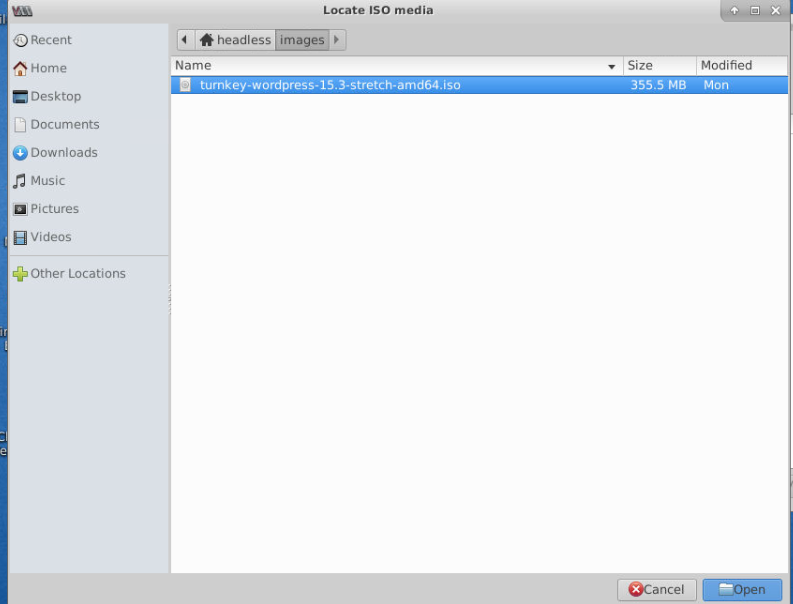 Locate ISO media
Recent
Home
Desktop
Documents
Downloads
Music
Pictures
Videos
Other Locations
headless images
Name Size Modified
turnkey-wordpress-15.3-stretch-amd64.iso 355.5 MB Mon
Cancel Open